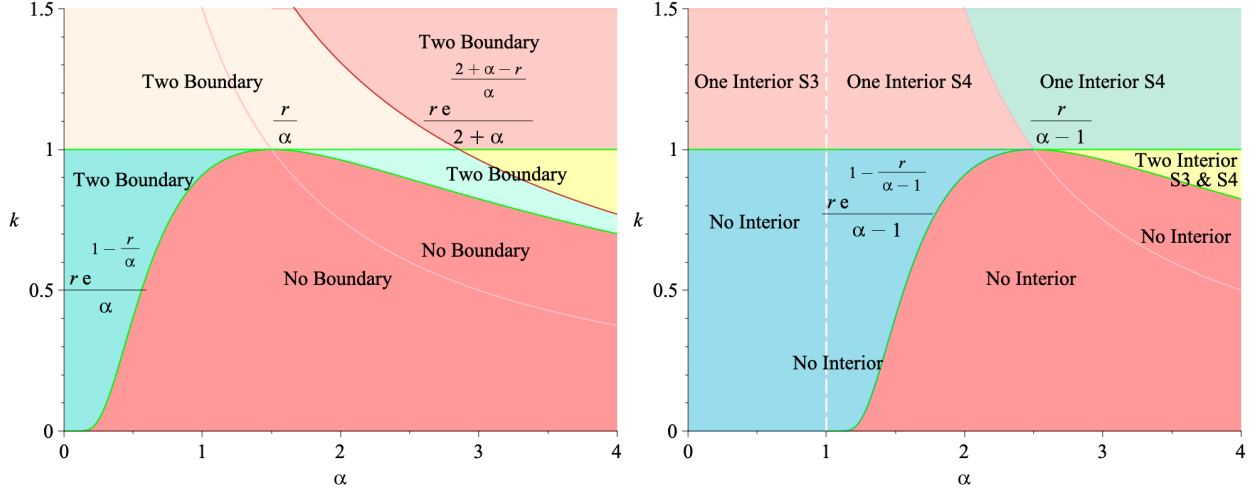 1.5
Two Boundary
Two Boundary
2 + α − r
α
r e
2 + α
r
α
1
Two Boundary
Two Boundary
k
No Boundary
1 − r
α
r e
α
No Boundary
0.5
0
0 1 2 3 4
α
1.5
One Interior S3
One Interior S4
One Interior S4
r
α − 1
1
Two Interior
S3 & S4
1 − r
α − 1
r e
α − 1
k
No Interior
No Interior
No Interior
0.5
No Interior
0
0 1 2 3 4
α